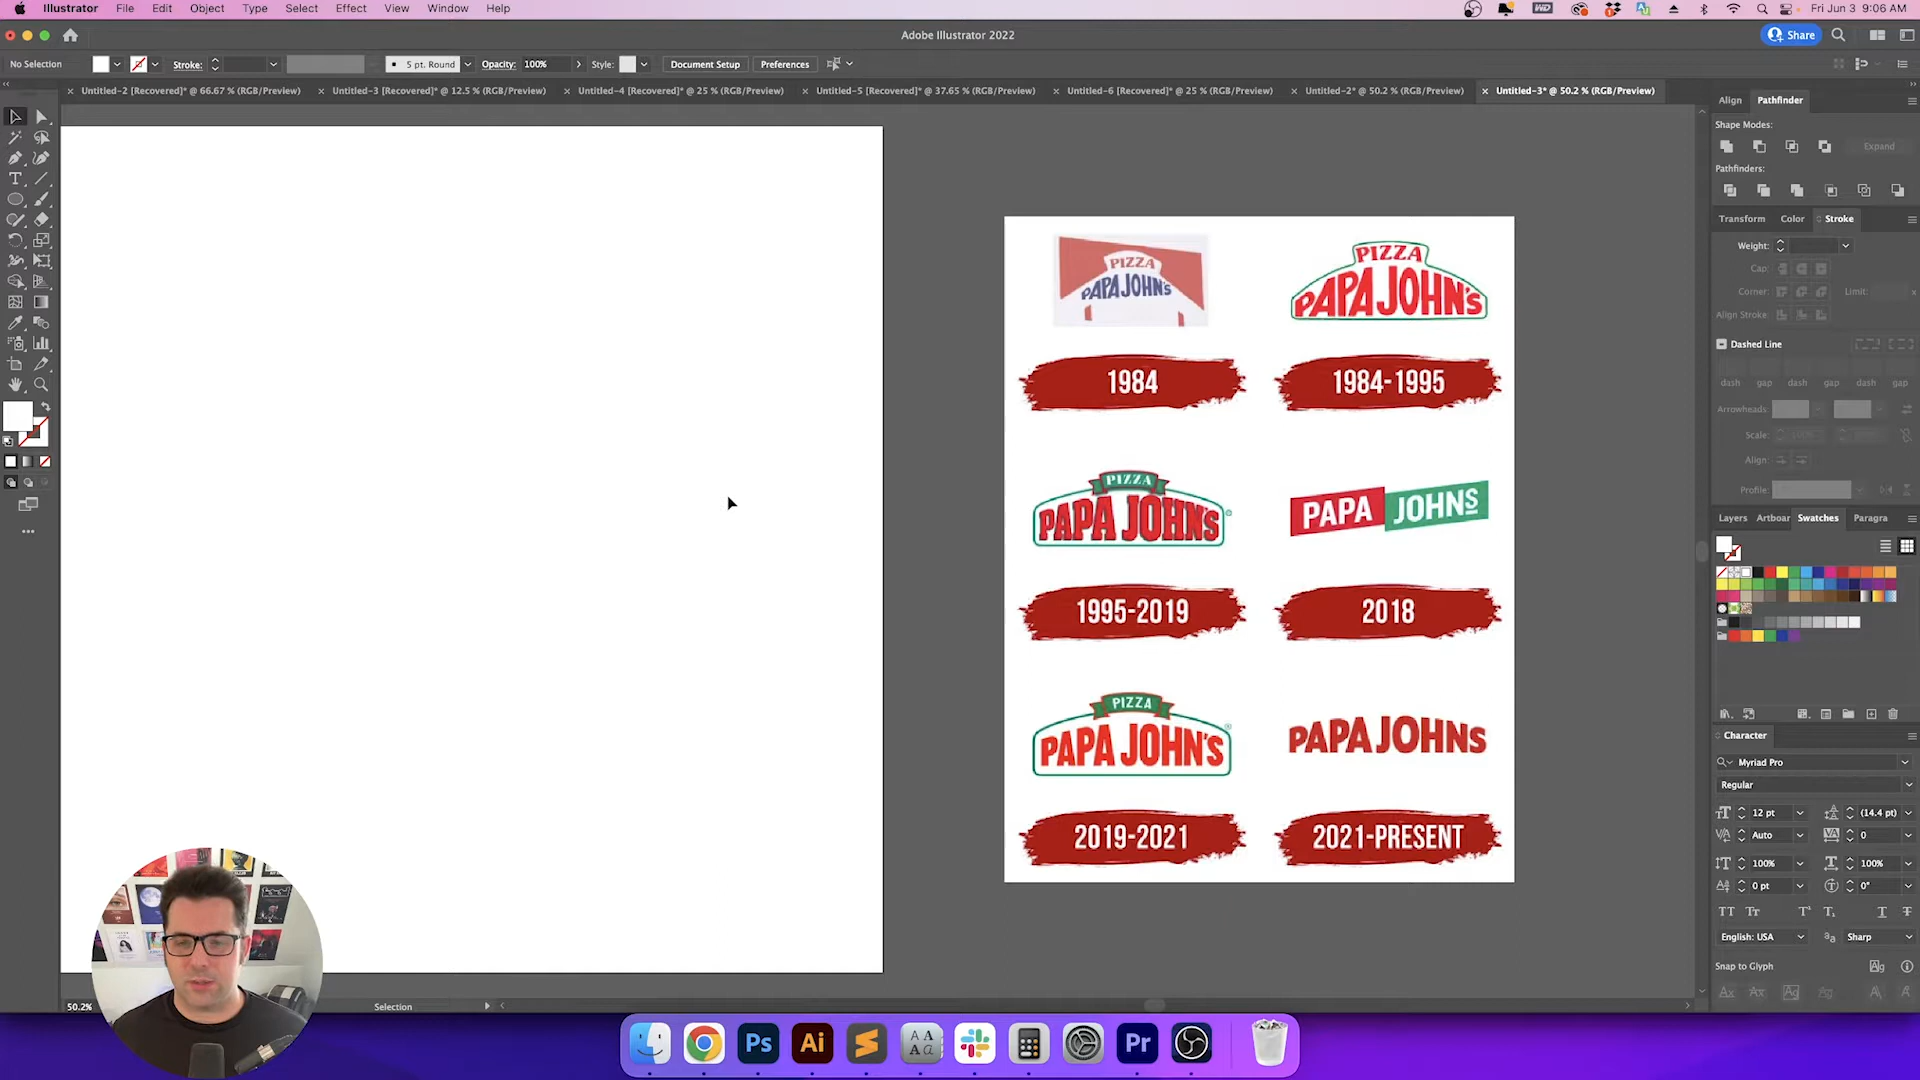 Illustrator File Edit Object Type Select Effect View Window Help
Fri Jun 3 9:06 AM
Adobe Illustrator 2022
Share
No Selection
Stroke:
5 pt. Round
Opacity: 100%
Style:
Document Setup
Preferences
Untitled-2 [Recovered]* @ 66.67 % (RGB/Preview)
Untitled-3 [Recovered]* @ 12.5 % (RGB/Preview)
Untitled-4 [Recovered]* @ 25 % (RGB/Preview)
Untitled-5 [Recovered]* @ 37.65 % (RGB/Preview)
Untitled-6 [Recovered]* @ 25 % (RGB/Preview)
Untitled-2* @ 50.2 % (RGB/Preview)
Untitled-3* @ 50.2 % (RGB/Preview)
PIZZA
PAPA JOHN'S
PIZZA
PAPA JOHN'S
1984
1984-1995
PIZZA
PAPA JOHN'S
PAPA JOHNS
1995-2019
2018
PIZZA
PAPA JOHN'S
PAPA JOHNS
2019-2021
2021-PRESENT
Align Pathfinder
Shape Modes:
Expand
Pathfinders:
Transform Color Stroke
Weight:
Cap:
Corner:
Limit:
Align Stroke:
Dashed Line
dash gap dash gap dash gap
Arrowheads:
Scale: 100% 100%
Align:
Profile:
Layers Artboar Swatches Paragra
Character
Myriad Pro
Regular
12 pt (14.4 pt)
Auto 0
100% 100%
0 pt 0°
English: USA
Sharp
Snap to Glyph
50.2%
Selection
Ps
Ai
Pr